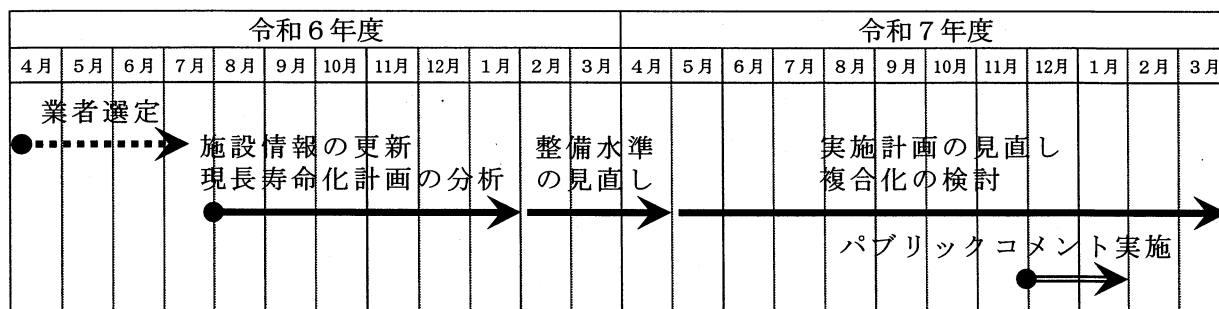 令和６年度 令和７年度
4月 5月 6月 7月 8月 9月 10月 11月 12月 1月 2月 3月 4月 5月 6月 7月 8月 9月 10月 11月 12月 1月 2月 3月
業者選定
施設情報の更新
現長寿命化計画の分析
整備水準
の見直し
実施計画の見直し
複合化の検討
パブリックコメント実施